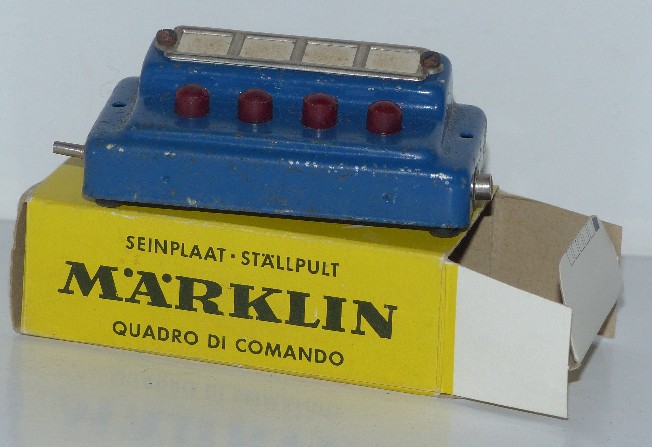 SEINPLAAT · STÄLLPULT
MÄRKLIN
QUADRO DI COMANDO